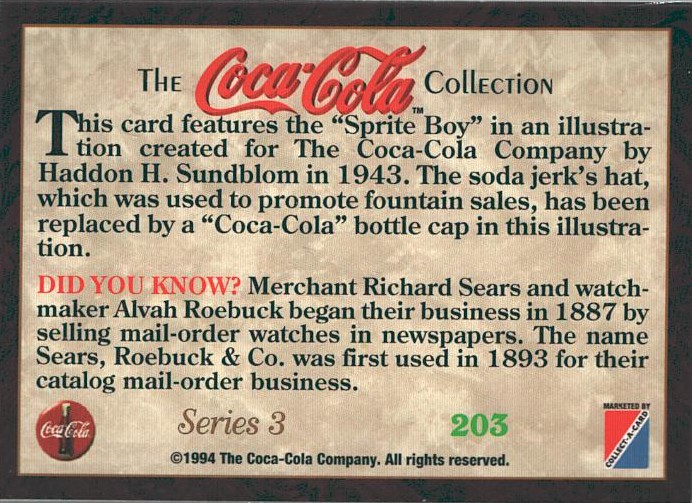 The Coca-Cola™ Collection
This card features the “Sprite Boy” in an illustra-
tion created for The Coca-Cola Company by
Haddon H. Sundblom in 1943. The soda jerk’s hat,
which was used to promote fountain sales, has been
replaced by a “Coca-Cola” bottle cap in this illustra-
tion.
DID YOU KNOW? Merchant Richard Sears and watch-
maker Alvah Roebuck began their business in 1887 by
selling mail-order watches in newspapers. The name
Sears, Roebuck & Co. was first used in 1893 for their
catalog mail-order business.
Coca-Cola
Series 3
203
MARKETED BY
COLLECT-A-CARD
©1994 The Coca-Cola Company. All rights reserved.